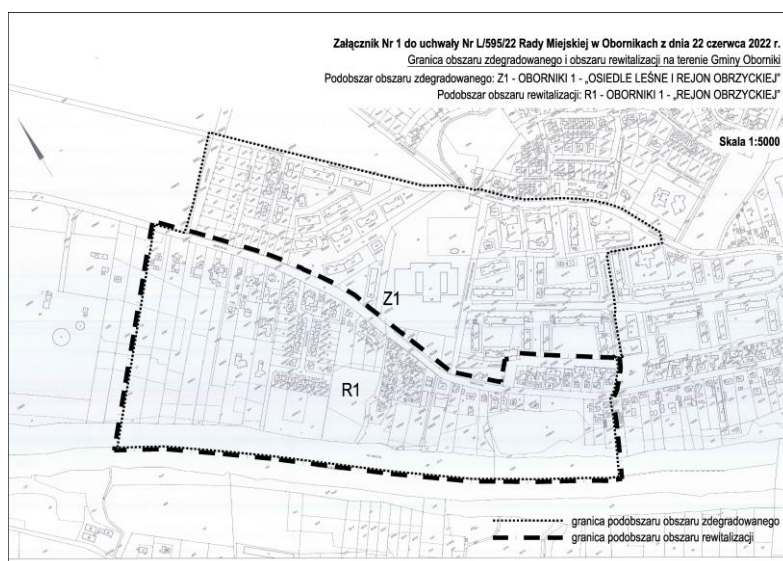 Załącznik Nr 1 do uchwały Nr L/595/22 Rady Miejskiej w Obornikach z dnia 22 czerwca 2022 r.
Granica obszaru zdegradowanego i obszaru rewitalizacji na terenie Gminy Oborniki
Podobszar obszaru zdegradowanego: Z1 - OBORNIKI 1 - „OSIEDLE LEŚNE I REJON OBRZYCKIEJ”
Podobszar obszaru rewitalizacji: R1 - OBORNIKI 1 - „REJON OBRZYCKIEJ”
Skala 1:5000
Z1
R1
granica podobszaru obszaru zdegradowanego
granica podobszaru obszaru rewitalizacji